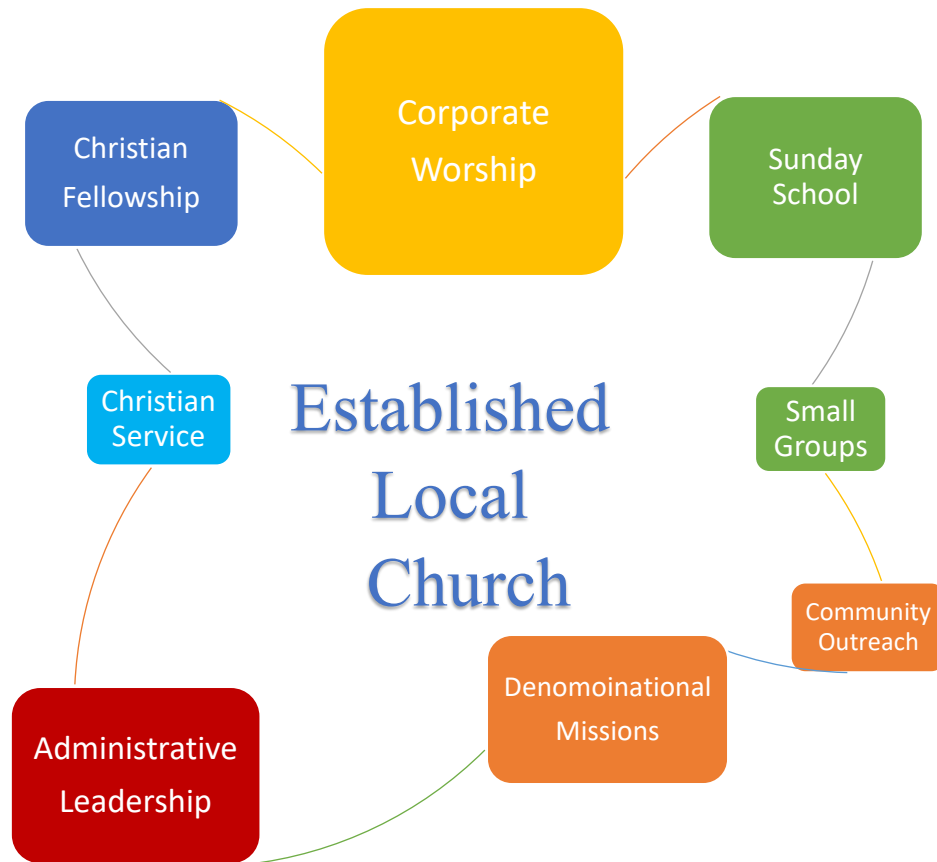 Corporate
Worship
Christian
Fellowship
Sunday
School
Christian
Service
Established
Local
Church
Small
Groups
Community
Outreach
Denomoinational
Missions
Administrative
Leadership